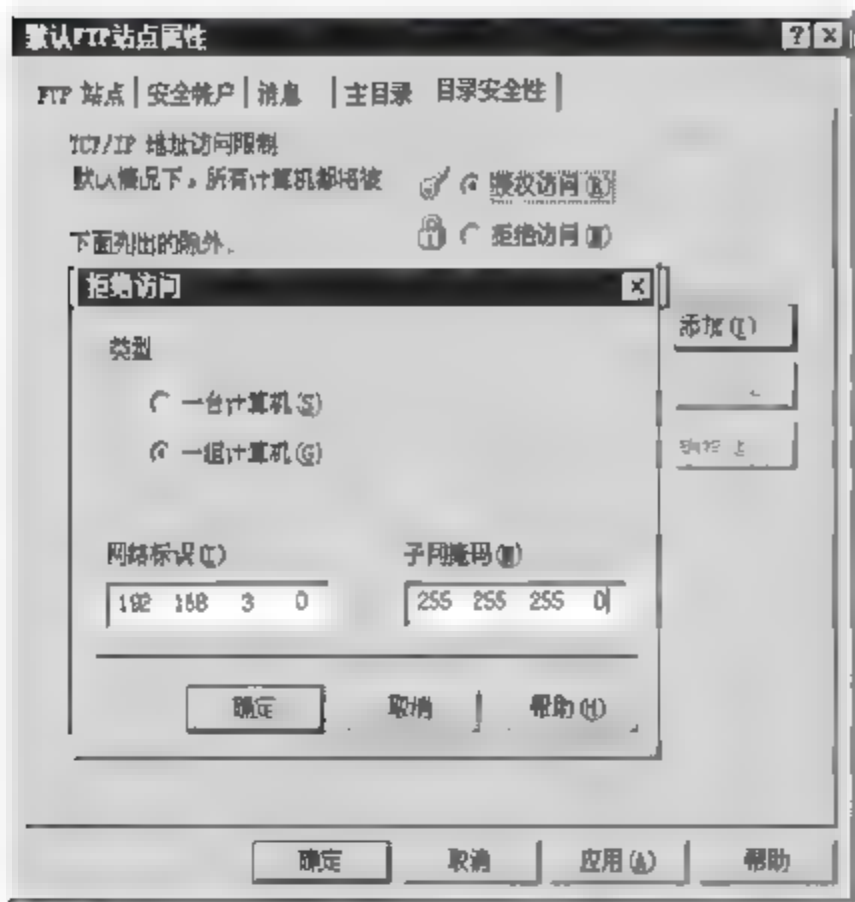 默认FTP站点属性
FTP 站点 安全帐户 消息 主目录 目录安全性
TCP/IP 地址访问限制
默认情况下，所有计算机都将被 授权访问(R)
下面列出的除外。 拒绝访问(N)
拒绝访问
添加(D)
类型
一台计算机(S)
一组计算机(G)
网络标识(I) 子网掩码(M)
192 168 3 0 255 255 255 0
确定 取消 帮助(H)
确定 取消 应用(A) 帮助